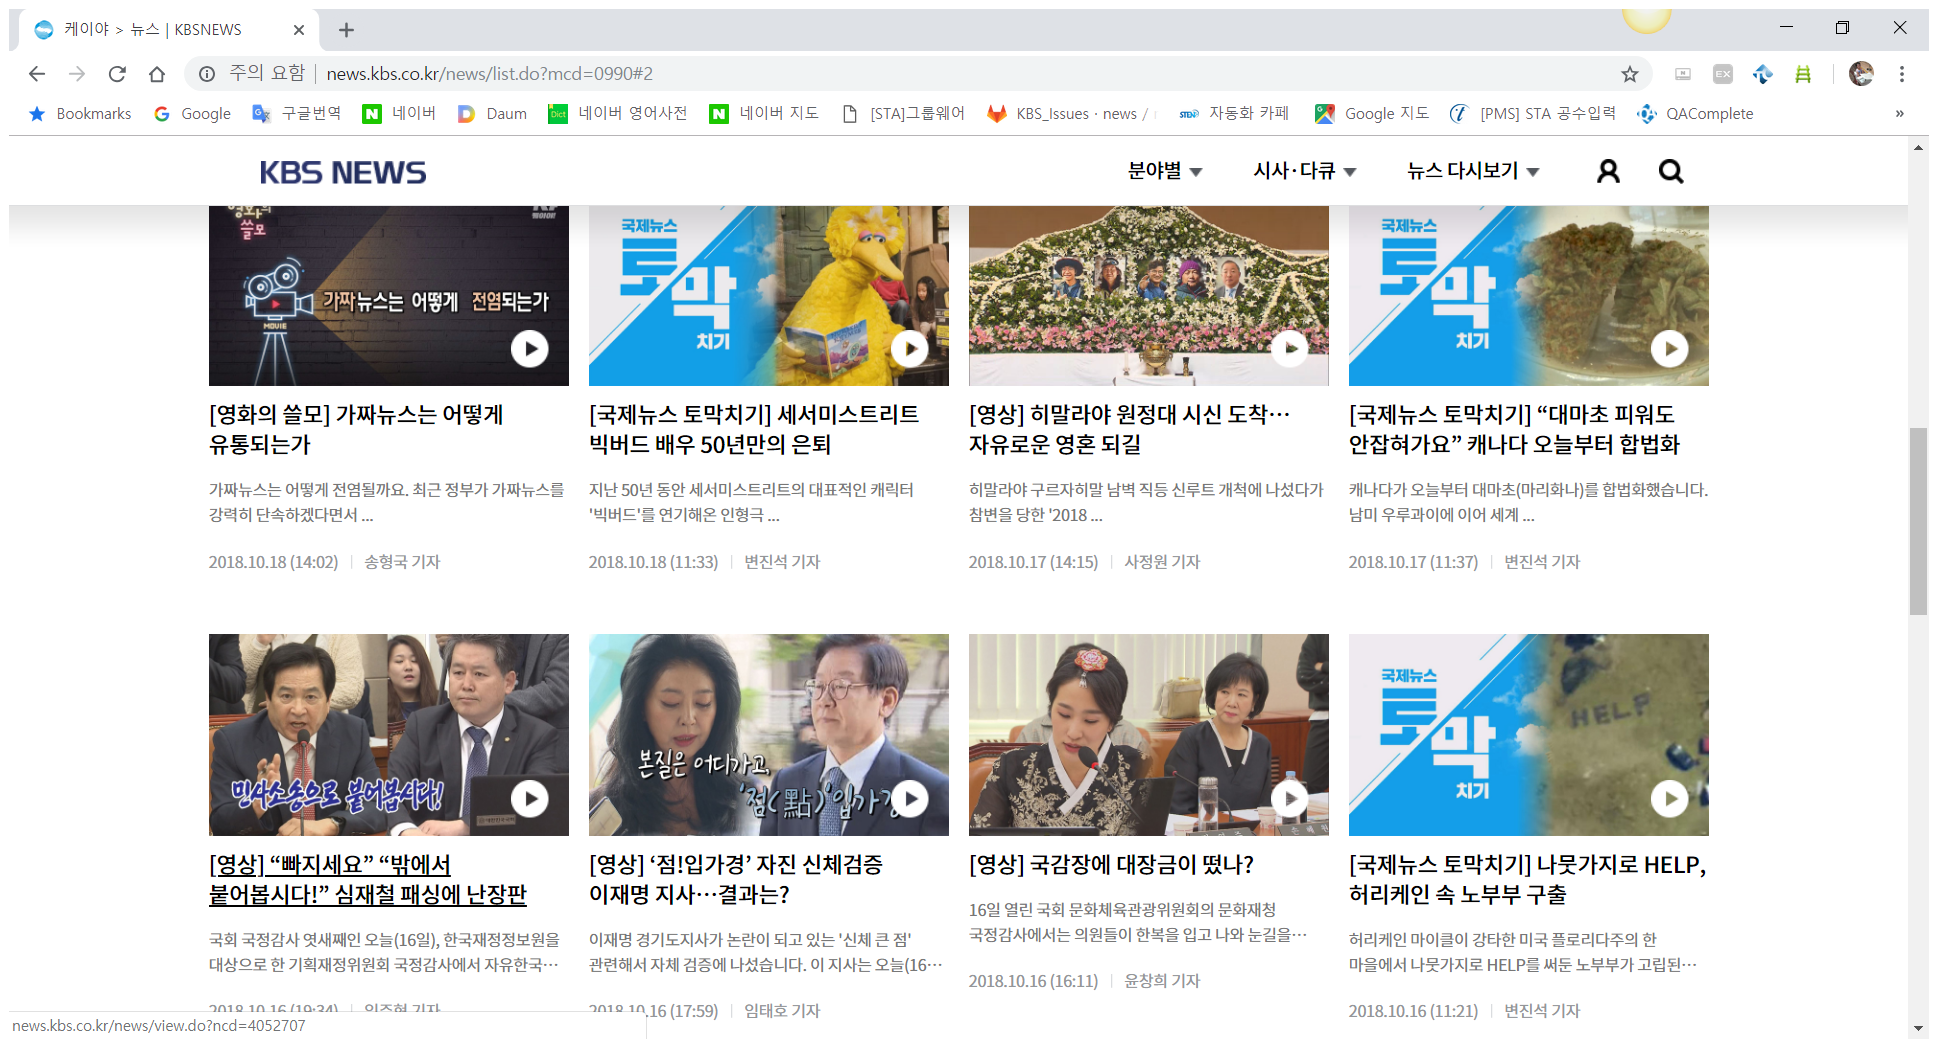 케이야 > 뉴스 | KBSNEWS
주의 요함 | news.kbs.co.kr/news/list.do?mcd=0990#2
EX
Bookmarks Google 구글번역 네이버 Daum 네이버 영어사전 네이버 지도 [STA]그룹웨어 KBS_Issues · news / 자동화 카페 Google 지도 [PMS] STA 공수입력 QAComplete »
KBS NEWS 분야별 시사·다큐 뉴스 다시보기
영화의 쓸모
MOVIE
가짜뉴스는 어떻게 전염되는가
국제뉴스 토막치기
국제뉴스 토막치기
[영화의 쓸모] 가짜뉴스는 어떻게
유통되는가
가짜뉴스는 어떻게 전염될까요. 최근 정부가 가짜뉴스를
강력히 단속하겠다면서 ...
2018.10.18 (14:02) | 송형국 기자
[국제뉴스 토막치기] 세서미스트리트
빅버드 배우 50년만의 은퇴
지난 50년 동안 세서미스트리트의 대표적인 캐릭터
'빅버드'를 연기해온 인형극 ...
2018.10.18 (11:33) | 변진석 기자
[영상] 히말라야 원정대 시신 도착…
자유로운 영혼 되길
히말라야 구르자히말 남벽 직등 신루트 개척에 나섰다가
참변을 당한 '2018 ...
2018.10.17 (14:15) | 사정원 기자
[국제뉴스 토막치기] “대마초 피워도
안잡혀가요” 캐나다 오늘부터 합법화
캐나다가 오늘부터 대마초(마리화나)를 합법화했습니다.
남미 우루과이에 이어 세계 ...
2018.10.17 (11:37) | 변진석 기자
민사소송으로 붙어봅시다!
본질은 어디가고,
'점(點)'입가경
국제뉴스 토막치기
HELP
[영상] “빠지세요” “밖에서
붙어봅시다!” 심재철 패싱에 난장판
국회 국정감사 엿새째인 오늘(16일), 한국재정정보원을
대상으로 한 기획재정위원회 국정감사에서 자유한국…
2018.10.16 (19:34) | 임주현 기자
[영상] ‘점!입가경’ 자진 신체검증
이재명 지사…결과는?
이재명 경기도지사가 논란이 되고 있는 '신체 큰 점'
관련해서 자체 검증에 나섰습니다. 이 지사는 오늘(16…
2018.10.16 (17:59) | 임태호 기자
[영상] 국감장에 대장금이 떴나?
16일 열린 국회 문화체육관광위원회의 문화재청
국정감사에서는 의원들이 한복을 입고 나와 눈길을…
2018.10.16 (16:11) | 윤창희 기자
[국제뉴스 토막치기] 나뭇가지로 HELP,
허리케인 속 노부부 구출
허리케인 마이클이 강타한 미국 플로리다주의 한
마을에서 나뭇가지로 HELP를 써둔 노부부가 고립된…
2018.10.16 (11:21) | 변진석 기자
news.kbs.co.kr/news/view.do?ncd=4052707